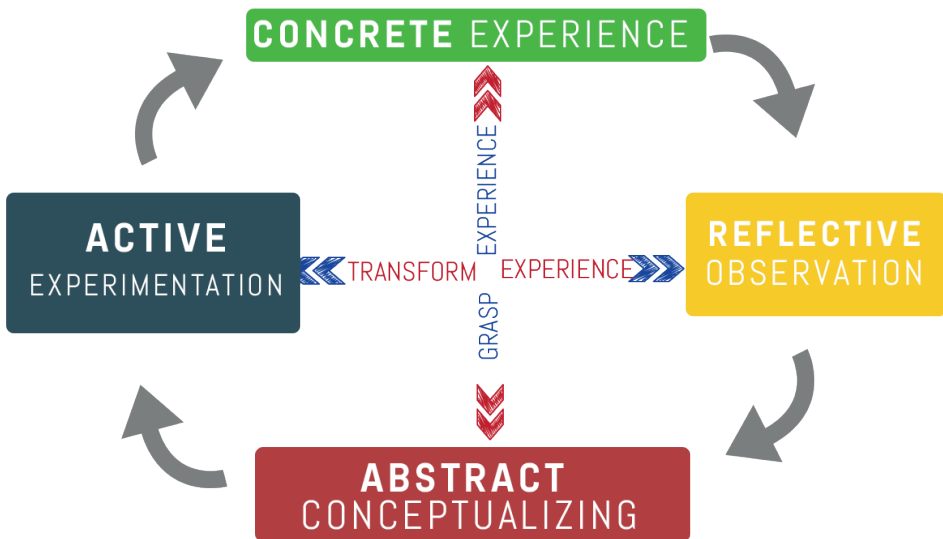 CONCRETE EXPERIENCE
ACTIVE
EXPERIMENTATION
TRANSFORM EXPERIENCE
GRASP EXPERIENCE
REFLECTIVE
OBSERVATION
ABSTRACT
CONCEPTUALIZING